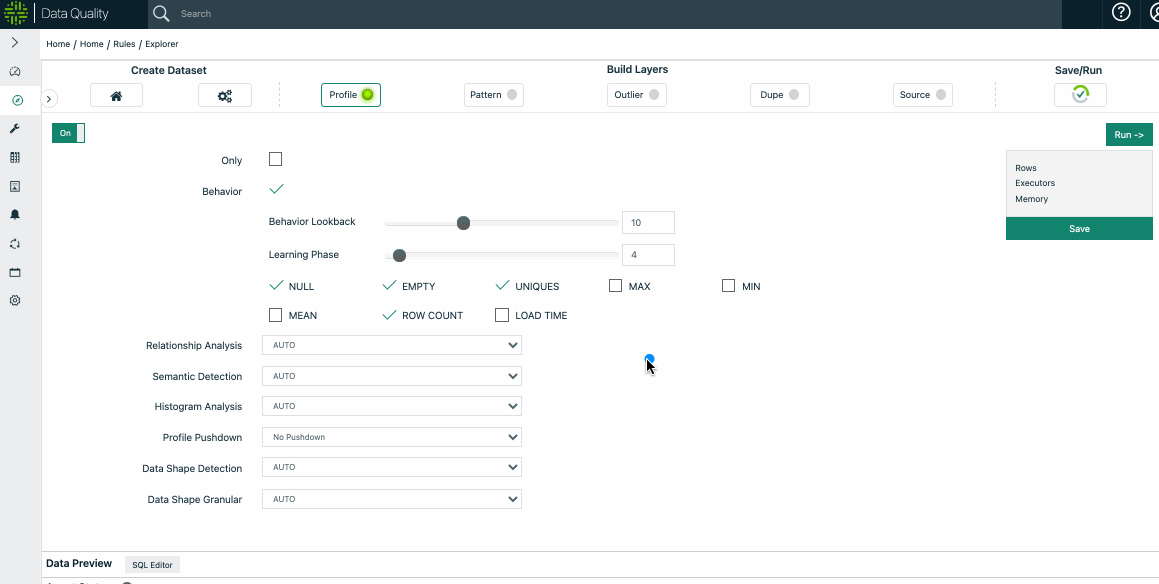 Data Quality
Search
Home / Home / Rules / Explorer
Create Dataset
Build Layers
Save/Run
Profile
Pattern
Outlier
Dupe
Source
On
Run ->
Only
Rows
Executors
Memory
Save
Behavior
Behavior Lookback 10
Learning Phase 4
NULL EMPTY UNIQUES MAX MIN
MEAN ROW COUNT LOAD TIME
Relationship Analysis AUTO
Semantic Detection AUTO
Histogram Analysis AUTO
Profile Pushdown No Pushdown
Data Shape Detection AUTO
Data Shape Granular AUTO
Data Preview SQL Editor